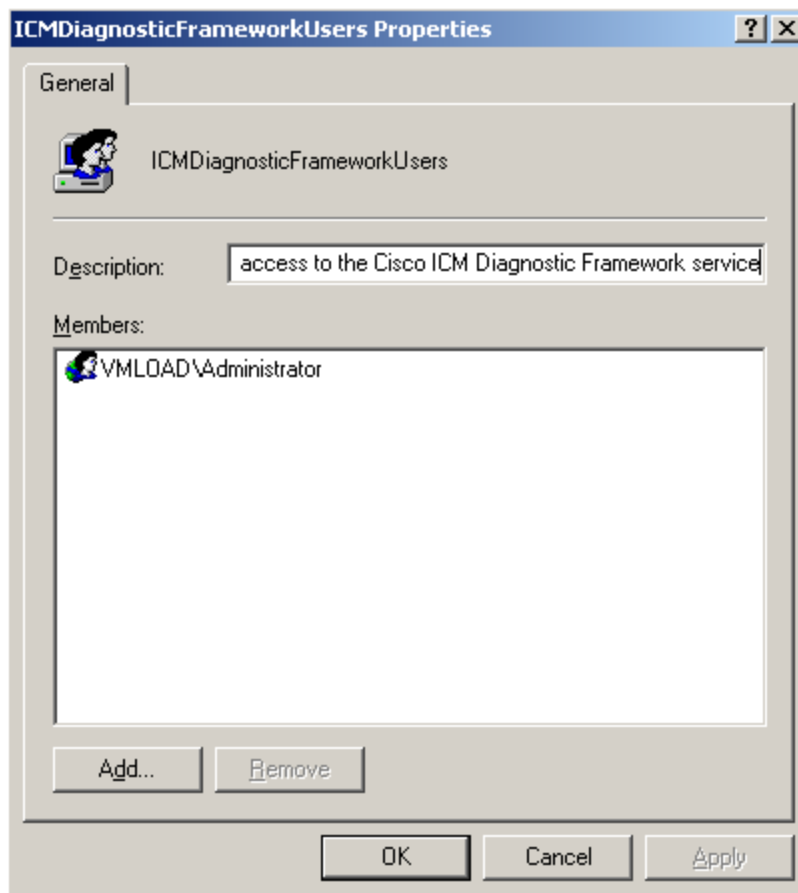 ICMDiagnosticFrameworkUsers Properties
General
ICMDiagnosticFrameworkUsers
Description:
access to the Cisco ICM Diagnostic Framework service
Members:
VMLOAD\Administrator
Add...
Remove
OK
Cancel
Apply